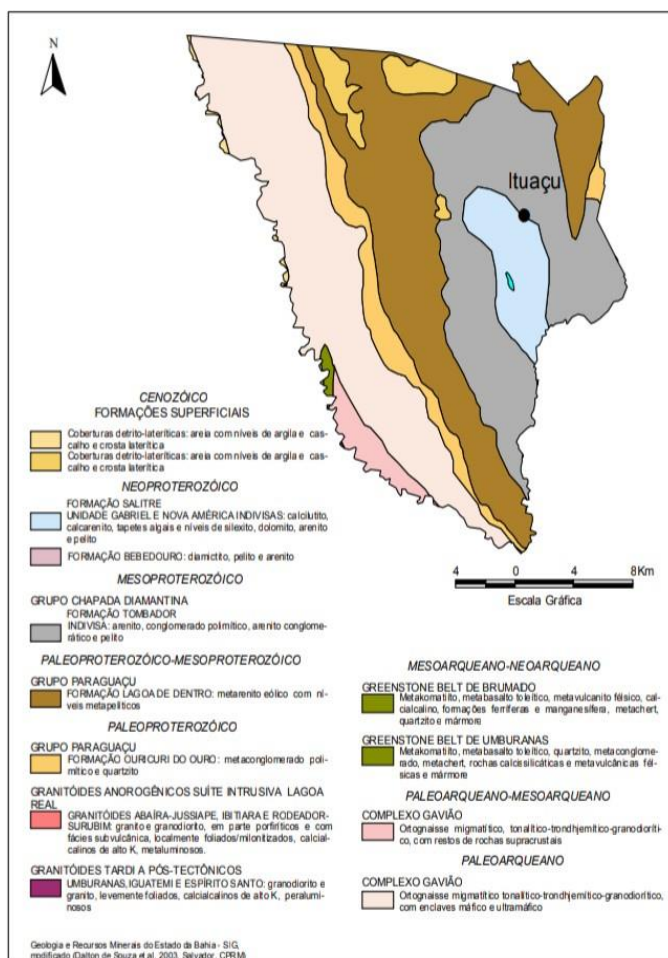 N
Ituaçu
CENOZÓICO
FORMAÇÕES SUPERFICIAIS
Coberturas detrito-lateríticas: areia com níveis de argila e cas-
calho e crosta laterítica
Coberturas detrito-lateríticas: areia com níveis de argila e cas-
calho e crosta laterítica
NEOPROTEROZÓICO
FORMAÇÃO SALITRE
UNIDADE GABRIEL E NOVA AMÉRICA INDIVISAS: calcilutito,
calcarenito, tapetes algais e níveis de silexito, dolomito, arenito
e pelito
FORMAÇÃO BEBEDOURO: diamictito, pelito e arenito
MESOPROTEROZÓICO
GRUPO CHAPADA DIAMANTINA
FORMAÇÃO TOMBADOR
INDIVISA: arenito, conglomerado polimítico, arenito conglome-
rático e pelito
PALEOPROTEROZÓICO-MESOPROTEROZÓICO
GRUPO PARAGUAÇU
FORMAÇÃO LAGOA DE DENTRO: metarenito eólico com ní-
veis metapelíticos
PALEOPROTEROZÓICO
GRUPO PARAGUAÇU
FORMAÇÃO OURICURI DO OURO: metaconglomerado poli-
mítico e quartzito
GRANITÓIDES ANOROGÊNICOS SUÍTE INTRUSIVA LAGOA
REAL
GRANITÓIDES ABAÍRA-JUSSIAPE, IBITIARA E RODEADOR-
SURUBIM: granito e granodiorito, em parte porfiríticos e com
fácies subvulcânica, localmente foliados/milonitizados, calcial-
calinos de alto K, metaluminosos.
GRANITÓIDES TARDI A PÓS-TECTÔNICOS
UMBURANAS, IGUATEMI E ESPÍRITO SANTO: granodiorito e
granito, levemente foliados, calcialcalinos de alto K, peralumi-
nosos
4 0 4 8Km
Escala Gráfica
MESOARQUEANO-NEOARQUEANO
GREENSTONE BELT DE BRUMADO
Metakomatiíto, metabasalto toleítico, metavulcanito félsico, cal-
cialcalino, formações ferríferas e manganesífera, metachert,
quartzito e mármore
GREENSTONE BELT DE UMBURANAS
Metakomatiíto, metabasalto toleítico, quartzito, metaconglome-
rado, metachert, rochas calcissilicáticas e metavulcânicas fél-
sicas e mármore
PALEOARQUEANO-MESOARQUEANO
COMPLEXO GAVIÃO
Ortognaisse migmatítico, tonalítico-trondhjemítico-granodiorítí-
co, com restos de rochas supracrustais
PALEOARQUEANO
COMPLEXO GAVIÃO
Ortognaisse migmatítico tonalítico-trondhjemítico-granodiorítico,
com enclaves máfico e ultramáfico
Geologia e Recursos Minerais do Estado da Bahia - SIG,
modificado (Dalton de Souza et al, 2003, Salvador, CPRM)